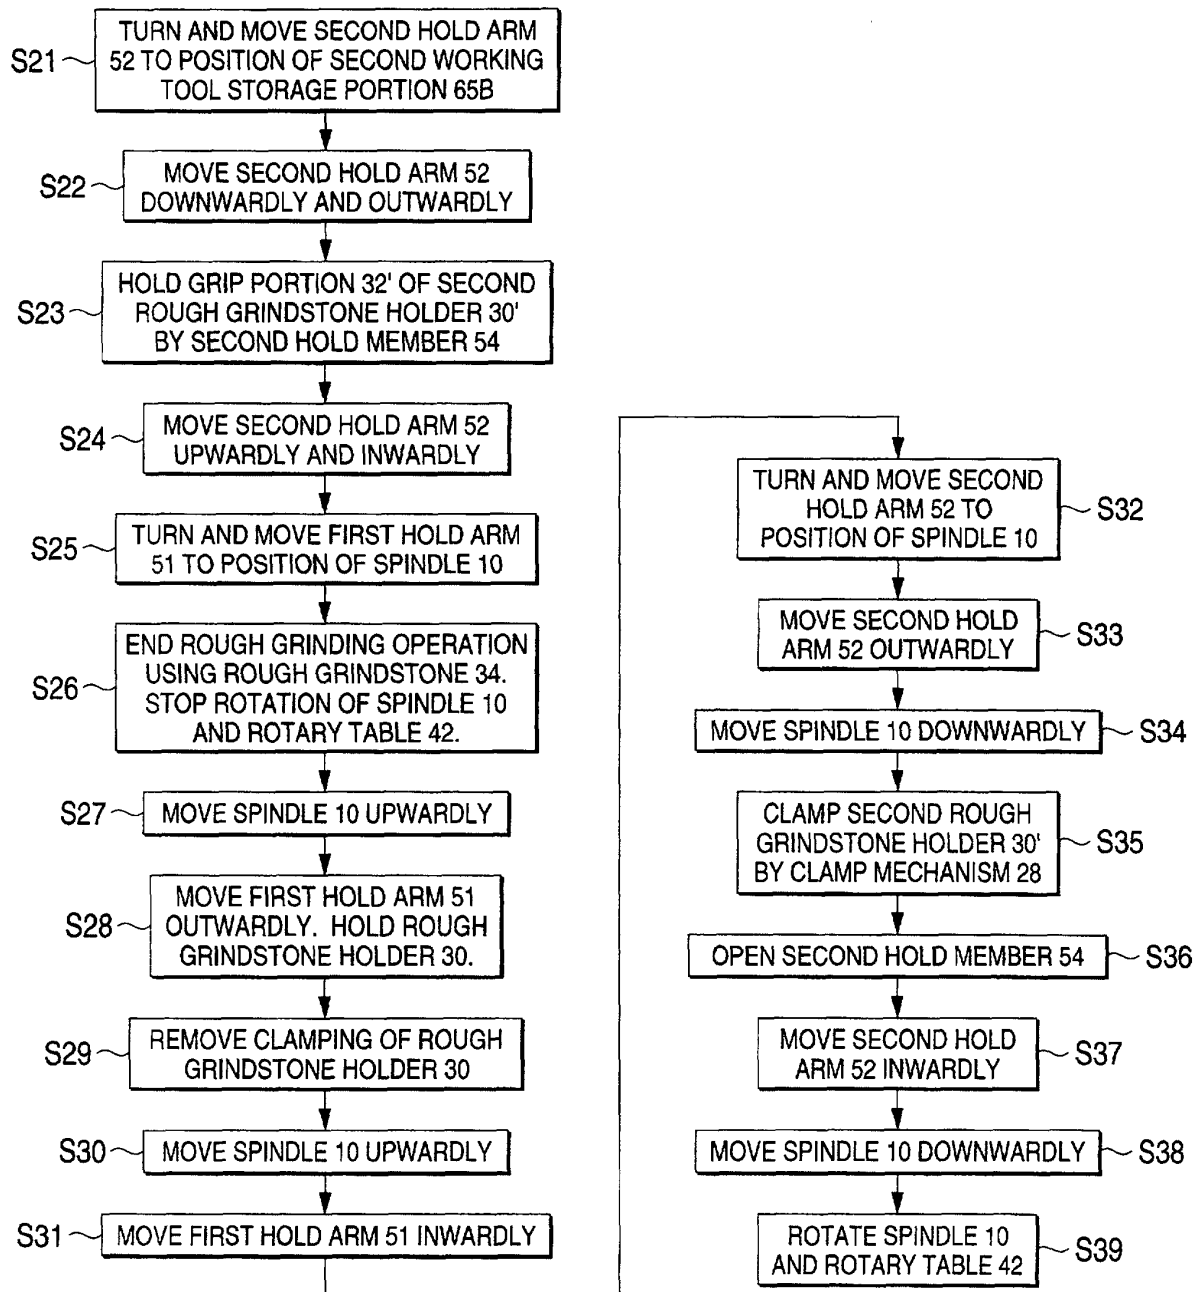 S21
TURN AND MOVE SECOND HOLD ARM
52 TO POSITION OF SECOND WORKING
TOOL STORAGE PORTION 65B
S22
MOVE SECOND HOLD ARM 52
DOWNWARDLY AND OUTWARDLY
S23
HOLD GRIP PORTION 32' OF SECOND
ROUGH GRINDSTONE HOLDER 30'
BY SECOND HOLD MEMBER 54
S24
MOVE SECOND HOLD ARM 52
UPWARDLY AND INWARDLY
S25
TURN AND MOVE FIRST HOLD ARM
51 TO POSITION OF SPINDLE 10
S26
END ROUGH GRINDING OPERATION
USING ROUGH GRINDSTONE 34.
STOP ROTATION OF SPINDLE 10
AND ROTARY TABLE 42.
S27
MOVE SPINDLE 10 UPWARDLY
S28
MOVE FIRST HOLD ARM 51
OUTWARDLY. HOLD ROUGH
GRINDSTONE HOLDER 30.
S29
REMOVE CLAMPING OF ROUGH
GRINDSTONE HOLDER 30
S30
MOVE SPINDLE 10 UPWARDLY
S31
MOVE FIRST HOLD ARM 51 INWARDLY
TURN AND MOVE SECOND
HOLD ARM 52 TO
POSITION OF SPINDLE 10
S32
MOVE SECOND HOLD
ARM 52 OUTWARDLY
S33
MOVE SPINDLE 10 DOWNWARDLY
S34
CLAMP SECOND ROUGH
GRINDSTONE HOLDER 30'
BY CLAMP MECHANISM 28
S35
OPEN SECOND HOLD MEMBER 54
S36
MOVE SECOND HOLD
ARM 52 INWARDLY
S37
MOVE SPINDLE 10 DOWNWARDLY
S38
ROTATE SPINDLE 10
AND ROTARY TABLE 42
S39